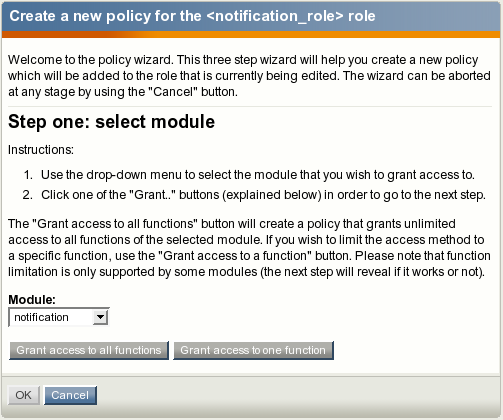 Create a new policy for the <notification_role> role
Welcome to the policy wizard. This three step wizard will help you create a new policy
which will be added to the role that is currently being edited. The wizard can be aborted
at any stage by using the "Cancel" button.
Step one: select module
Instructions:
1. Use the drop-down menu to select the module that you wish to grant access to.
2. Click one of the "Grant.." buttons (explained below) in order to go to the next step.
The "Grant access to all functions" button will create a policy that grants unlimited
access to all functions of the selected module. If you wish to limit the access method to
a specific function, use the "Grant access to a function" button. Please note that function
limitation is only supported by some modules (the next step will reveal if it works or not).
Module:
notification
Grant access to all functions Grant access to one function
OK Cancel